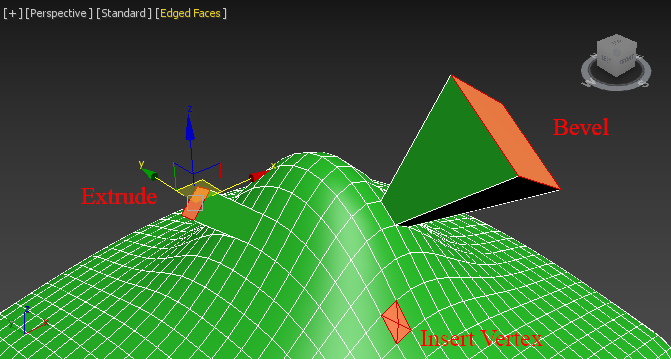 [+][Perspective][Standard][Edged Faces]
Bevel
z
y
x
Extrude
Insert Vertex
z
x